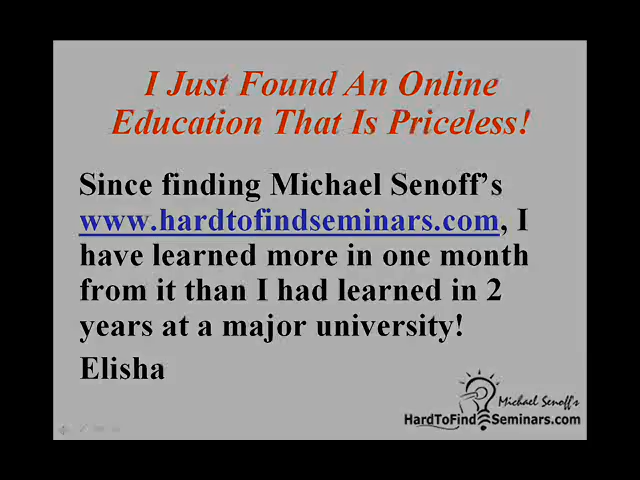 I Just Found An Online
Education That Is Priceless!
Since finding Michael Senoff's
www.hardtofindseminars.com, I
have learned more in one month
from it than I had learned in 2
years at a major university!
Elisha
Michael Senoff's
HardToFindSeminars.com